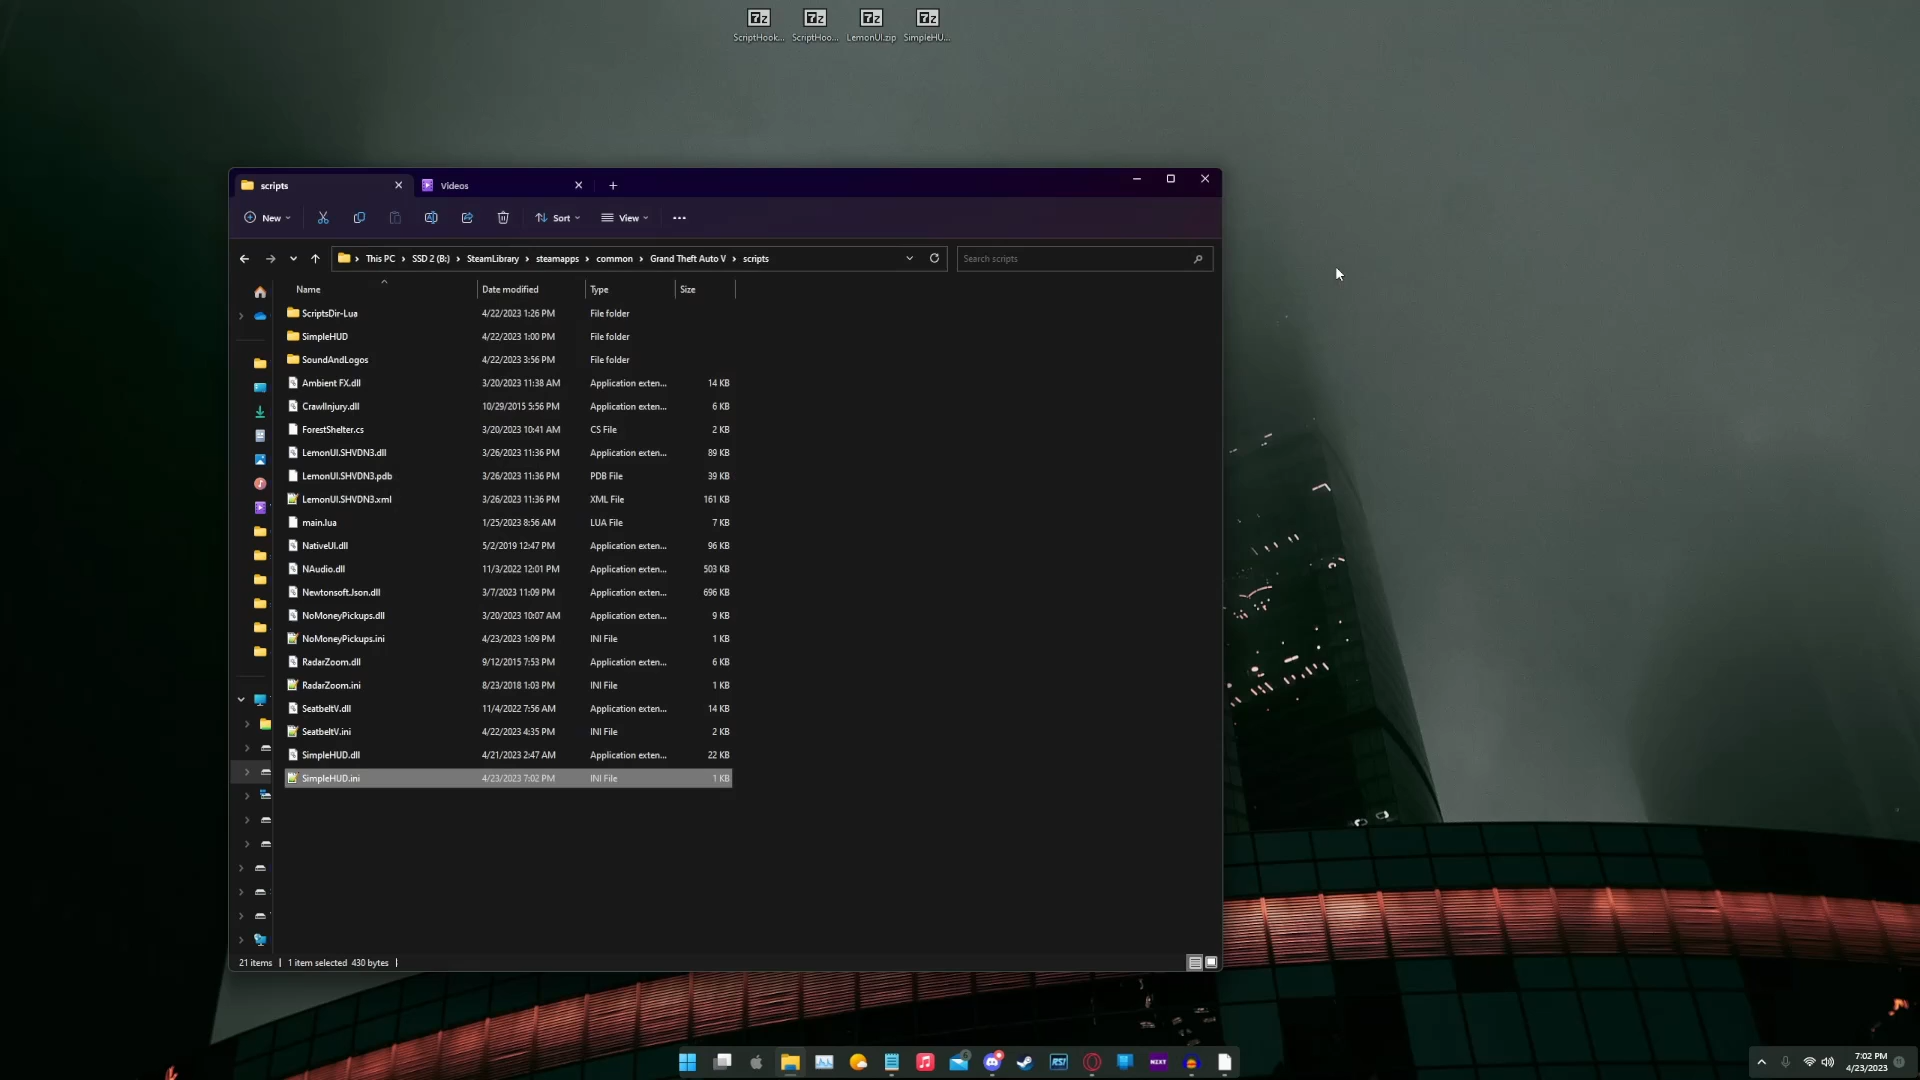 ScriptHook... ScriptHoo... LemonUI.zip SimpleHU...
scripts Videos
New Sort View
This PC SSD 2 (B:) SteamLibrary steamapps common Grand Theft Auto V scripts Search scripts
Name Date modified Type Size
ScriptsDir-Lua 4/22/2023 1:26 PM File folder
SimpleHUD 4/22/2023 1:00 PM File folder
SoundAndLogos 4/22/2023 3:56 PM File folder
Ambient FX.dll 3/20/2023 11:38 AM Application exten... 14 KB
CrawlInjury.dll 10/29/2015 5:56 PM Application exten... 6 KB
ForestShelter.cs 3/20/2023 10:41 AM CS File 2 KB
LemonUI.SHVDN3.dll 3/26/2023 11:36 PM Application exten... 89 KB
LemonUI.SHVDN3.pdb 3/26/2023 11:36 PM PDB File 39 KB
LemonUI.SHVDN3.xml 3/26/2023 11:36 PM XML File 161 KB
main.lua 1/25/2023 8:56 AM LUA File 7 KB
NativeUI.dll 5/2/2019 12:47 PM Application exten... 96 KB
NAudio.dll 11/3/2022 12:01 PM Application exten... 503 KB
Newtonsoft.Json.dll 3/7/2023 11:09 PM Application exten... 696 KB
NoMoneyPickups.dll 3/20/2023 10:07 AM Application exten... 9 KB
NoMoneyPickups.ini 4/23/2023 1:09 PM INI File 1 KB
RadarZoom.dll 9/12/2015 7:53 PM Application exten... 6 KB
RadarZoom.ini 8/23/2018 1:03 PM INI File 1 KB
SeatbeltV.dll 11/4/2022 7:56 AM Application exten... 14 KB
SeatbeltV.ini 4/22/2023 4:35 PM INI File 2 KB
SimpleHUD.dll 4/21/2023 2:47 AM Application exten... 22 KB
SimpleHUD.ini 4/23/2023 7:02 PM INI File 1 KB
21 items 1 item selected 430 bytes
RSI NZXT 7:02 PM
4/23/2023